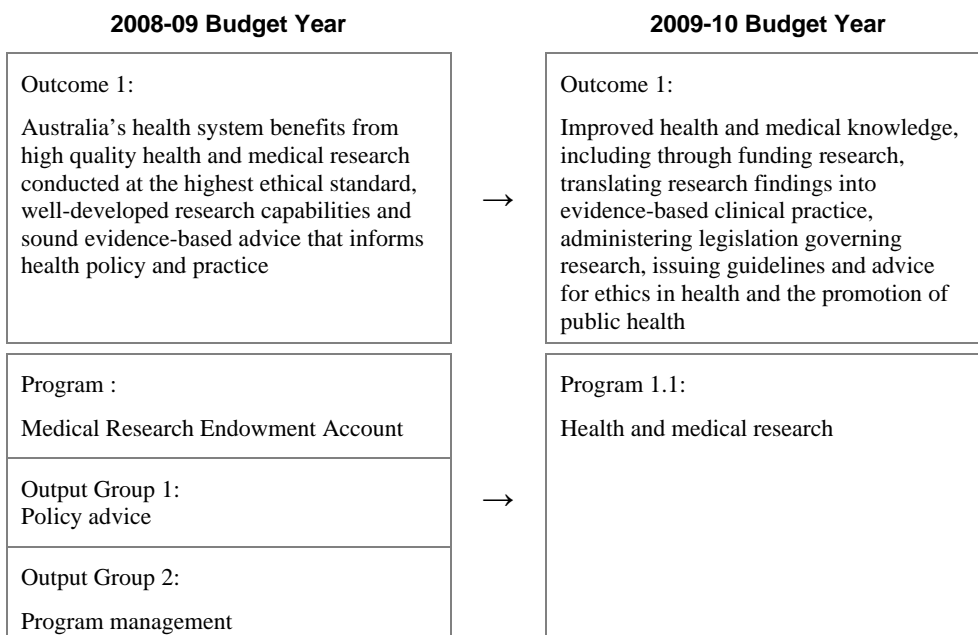 2008-09 Budget Year
2009-10 Budget Year
Outcome 1:
Australia’s health system benefits from
high quality health and medical research
conducted at the highest ethical standard,
well-developed research capabilities and
sound evidence-based advice that informs
health policy and practice
→
Outcome 1:
Improved health and medical knowledge,
including through funding research,
translating research findings into
evidence-based clinical practice,
administering legislation governing
research, issuing guidelines and advice
for ethics in health and the promotion of
public health
Program :
Medical Research Endowment Account
Output Group 1:
Policy advice
Output Group 2:
Program management
→
Program 1.1:
Health and medical research